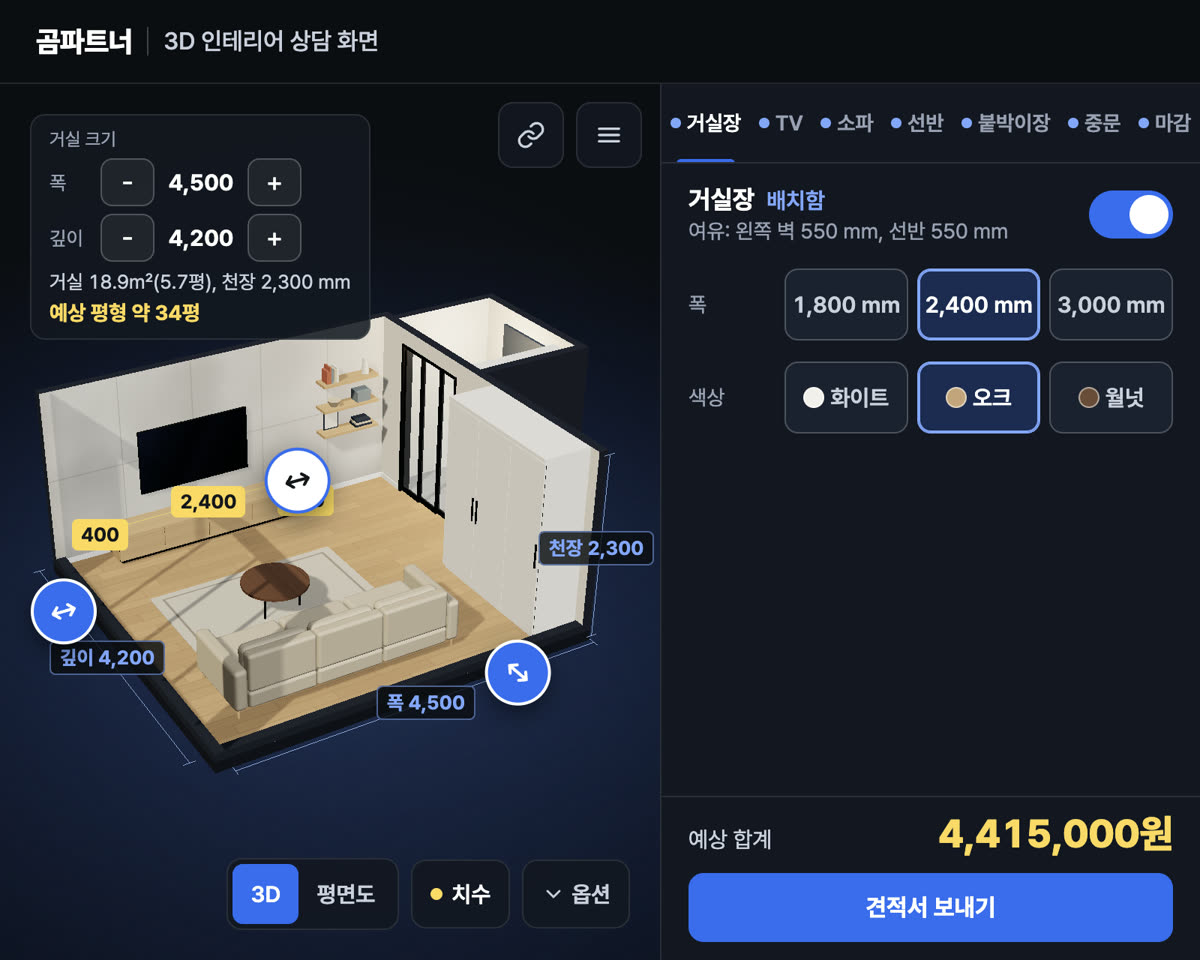 곰파트너
3D 인테리어 상담 화면
거실 크기
폭 - 4,500 +
깊이 - 4,200 +
거실 18.9m²(5.7평), 천장 2,300 mm
예상 평형 약 34평
2,400
400
천장 2,300
깊이 4,200
폭 4,500
3D 평면도 치수 옵션
거실장 TV 소파 선반 붙박이장 중문 마감
거실장 배치함
여유: 왼쪽 벽 550 mm, 선반 550 mm
폭 1,800 mm 2,400 mm 3,000 mm
색상 화이트 오크 월넛
예상 합계 4,415,000원
견적서 보내기